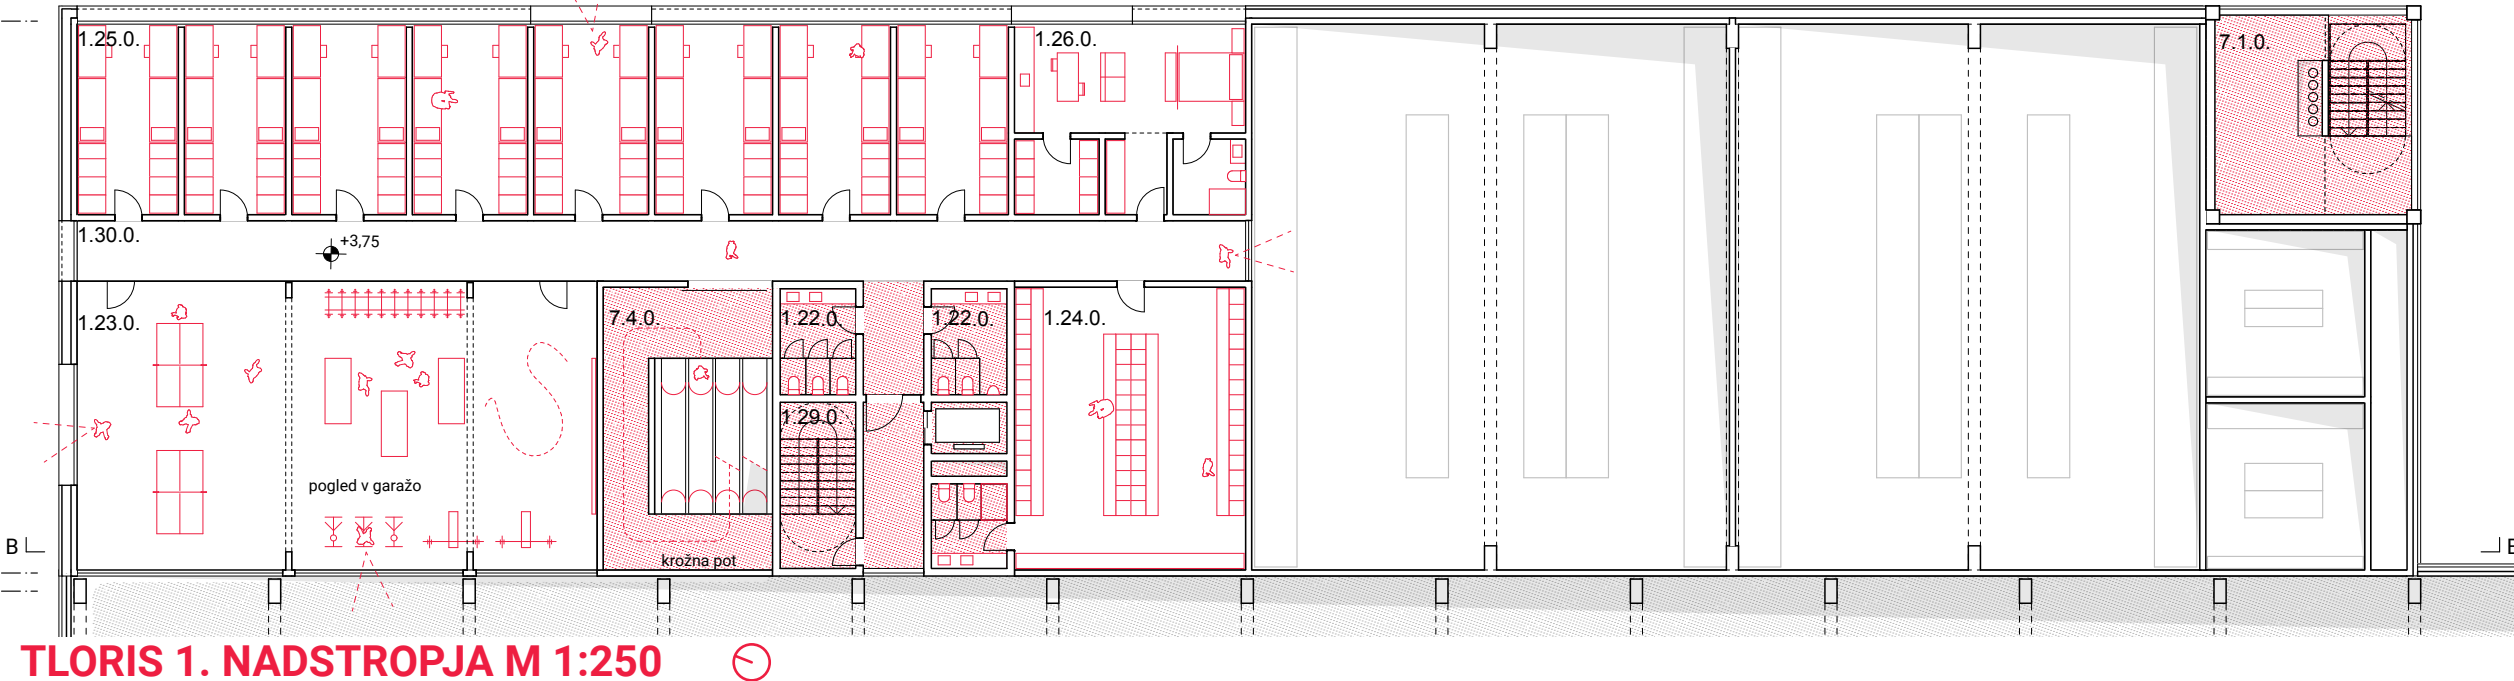 1.25.0.
1.26.0.
7.1.0.
1.30.0.
+3,75
1.23.0.
7.4.0.
1.22.0.
1.22.0.
1.24.0.
1.29.0.
pogled v garažo
B
krožna pot
TLORIS 1. NADSTROPJA M 1:250